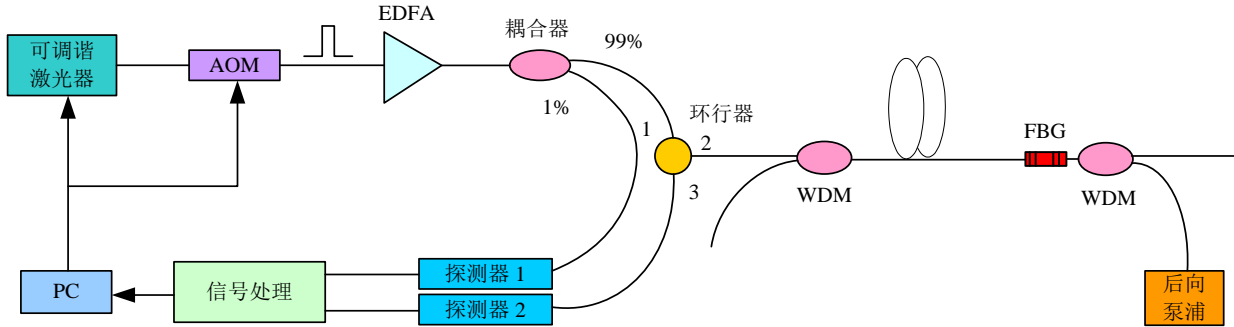 EDFA
耦合器
99%
可调谐
激光器
AOM
1%
1
环行器
2
3
WDM
FBG
WDM
PC
信号处理
探测器 1
探测器 2
后向
泵浦